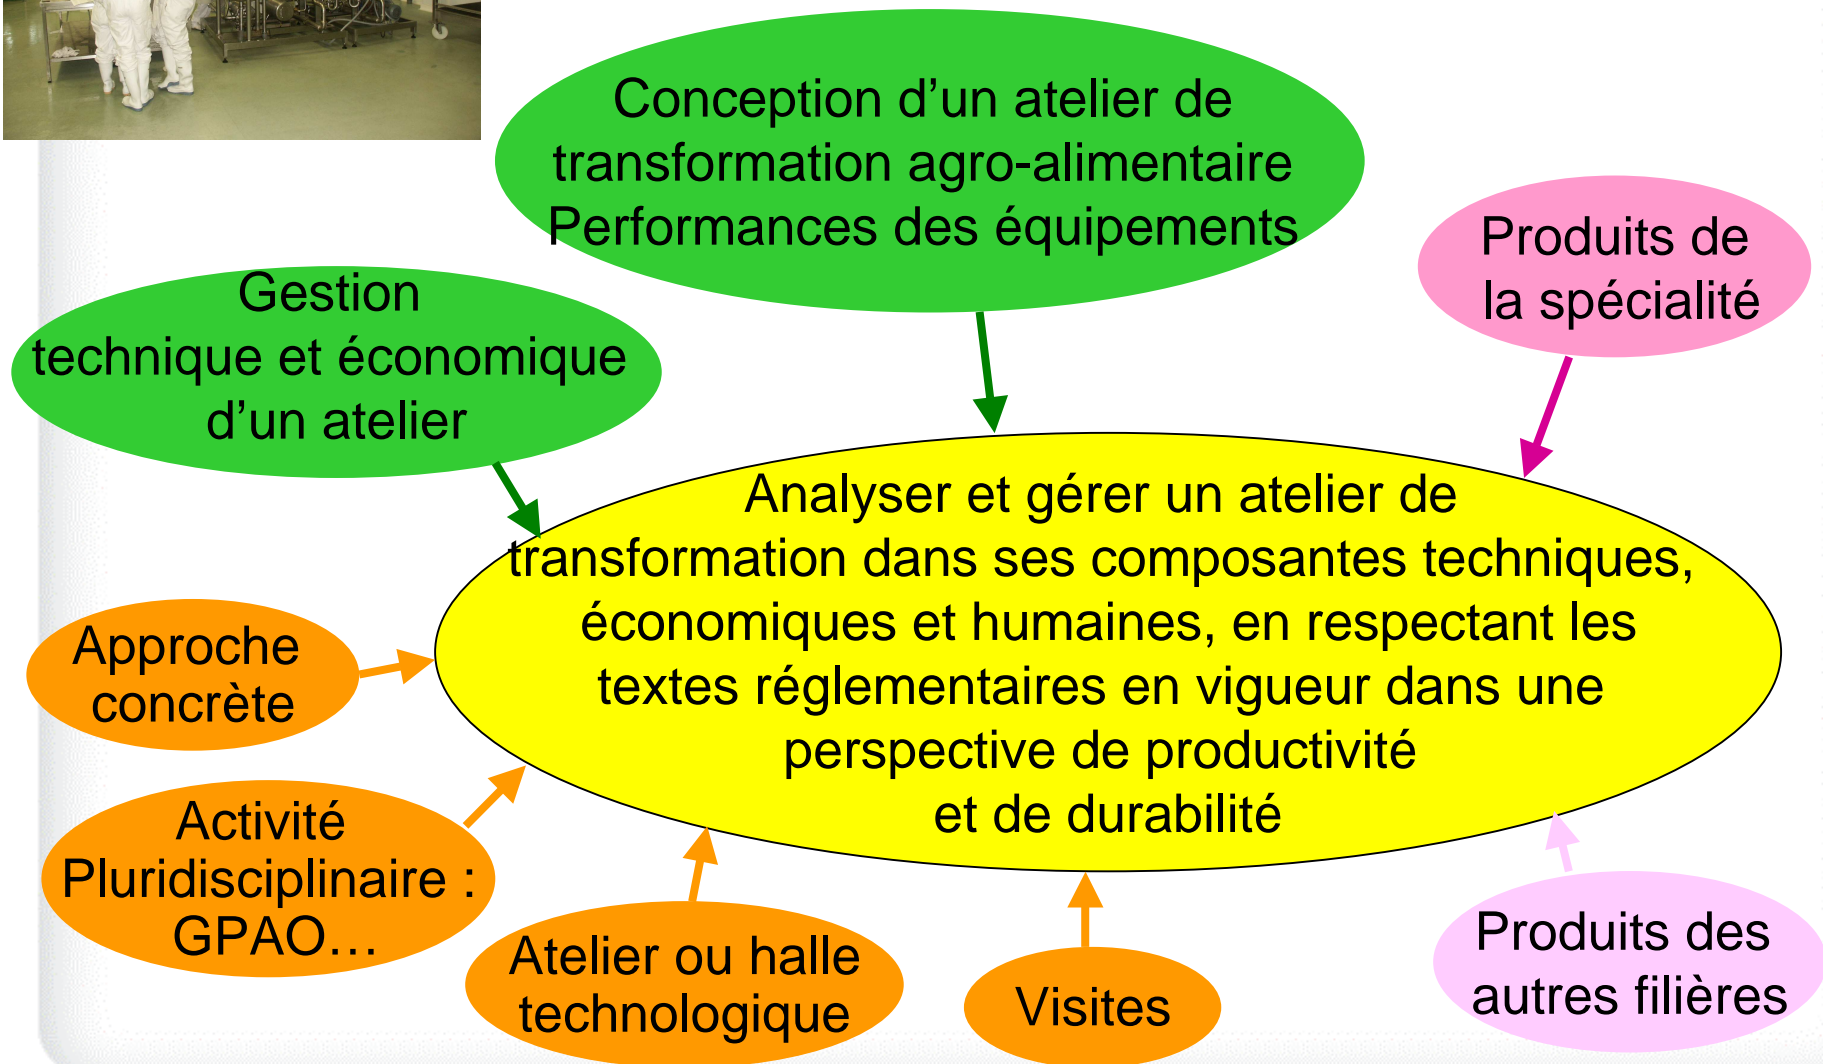 Conception d’un atelier de
transformation agro-alimentaire
Performances des équipements
Produits de
la spécialité
Gestion
technique et économique
d’un atelier
Analyser et gérer un atelier de
transformation dans ses composantes techniques,
économiques et humaines, en respectant les
textes réglementaires en vigueur dans une
perspective de productivité
et de durabilité
Approche
concrète
Activité
Pluridisciplinaire :
GPAO…
Atelier ou halle
technologique
Visites
Produits des
autres filières